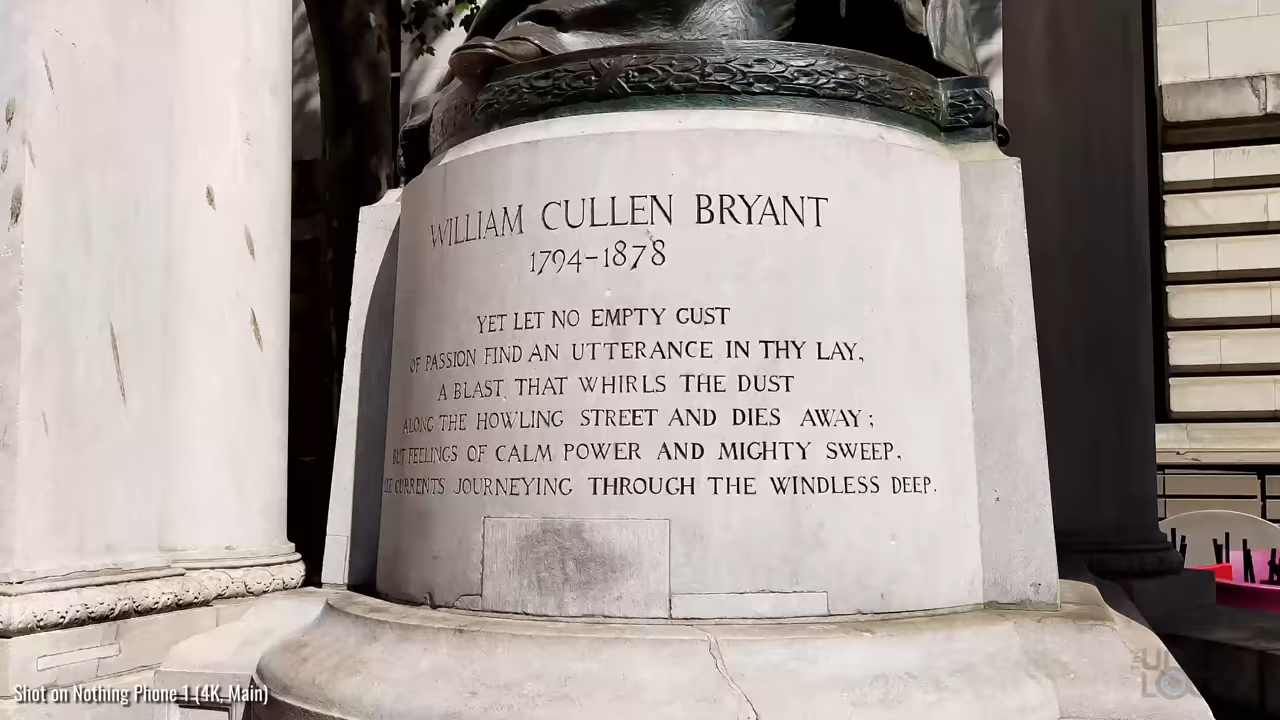 WILLIAM CULLEN BRYANT
1794-1878
YET LET NO EMPTY GUST
OF PASSION FIND AN UTTERANCE IN THY LAY,
A BLAST THAT WHIRLS THE DUST
ALONG THE HOWLING STREET AND DIES AWAY;
BUT FEELINGS OF CALM POWER AND MIGHTY SWEEP.
CURRENTS JOURNEYING THROUGH THE WINDLESS DEEP.
Shot on Nothing Phone 1 (4K, Main)